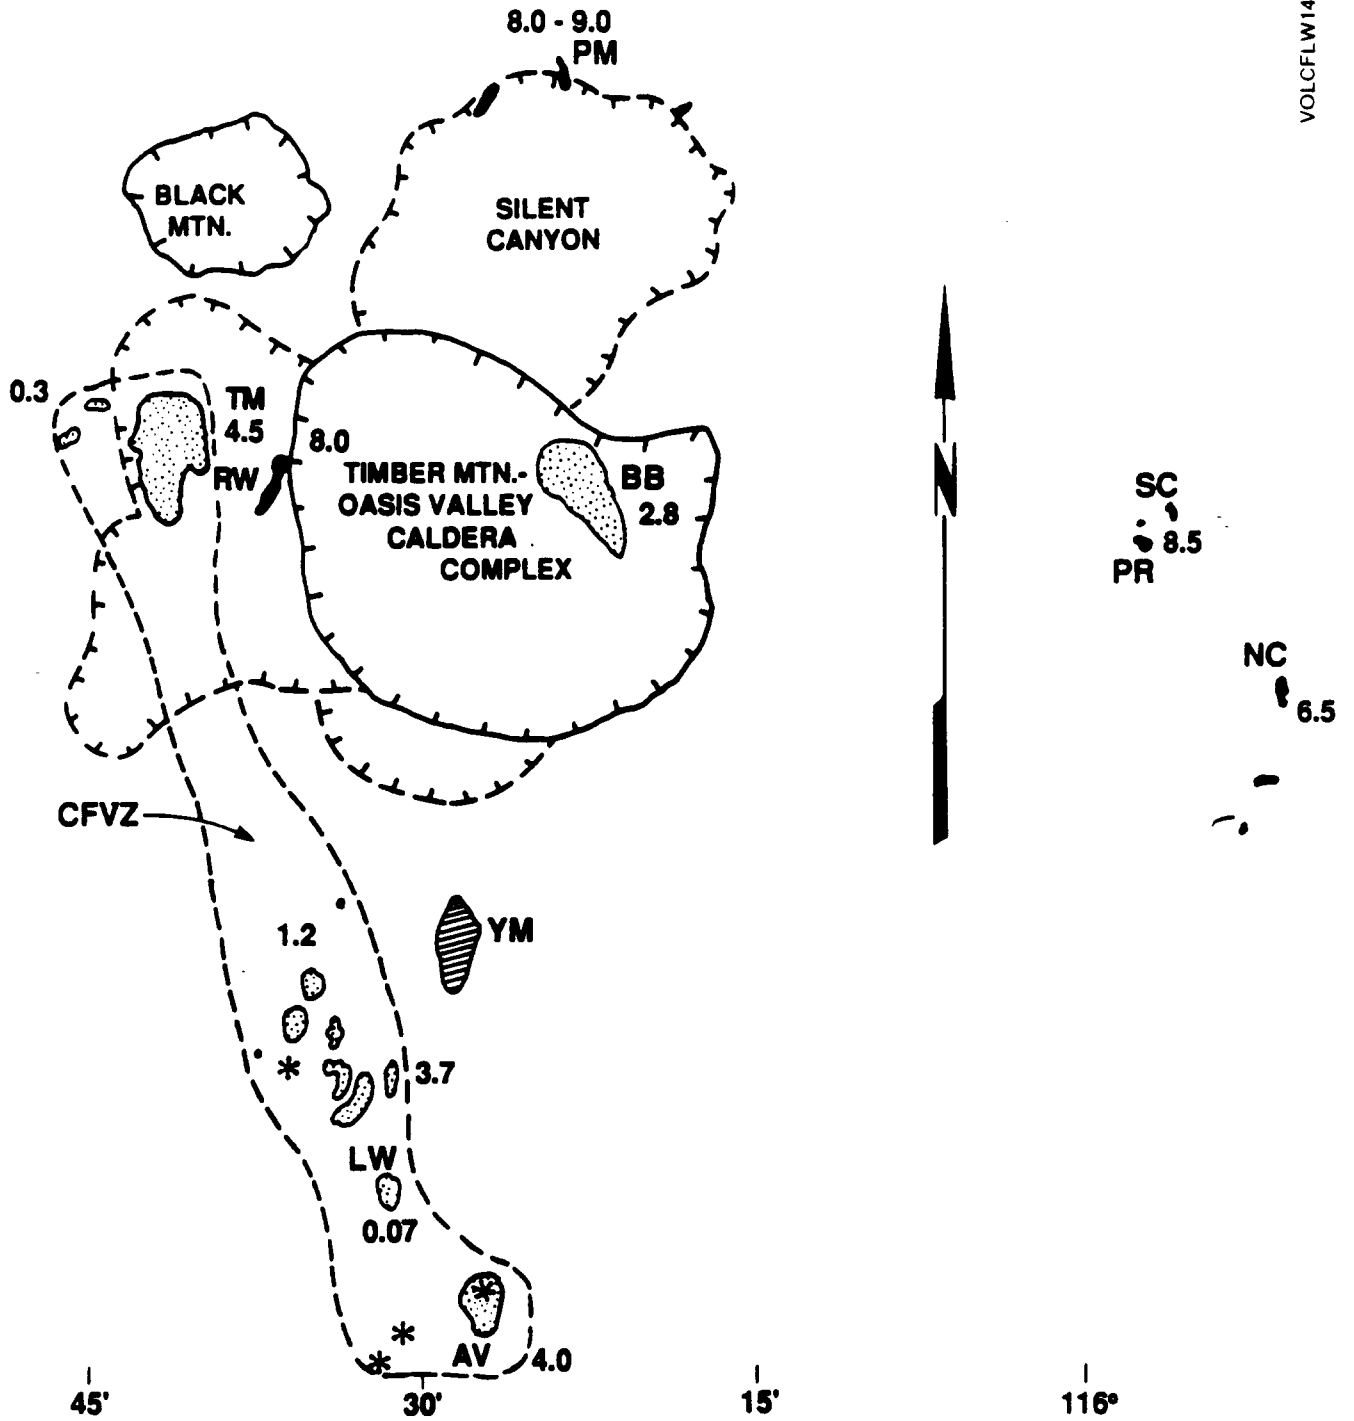 8.0 - 9.0
PM
VOLCFLW14
BLACK
MTN.
SILENT
CANYON
0.3
TM
4.5
RW
8.0
TIMBER MTN.-
OASIS VALLEY
CALDERA
COMPLEX
BB
2.8
N
SC
8.5
PR
NC
6.5
CFVZ
YM
1.2
3.7
LW
0.07
AV
4.0
45'
30'
15'
116°